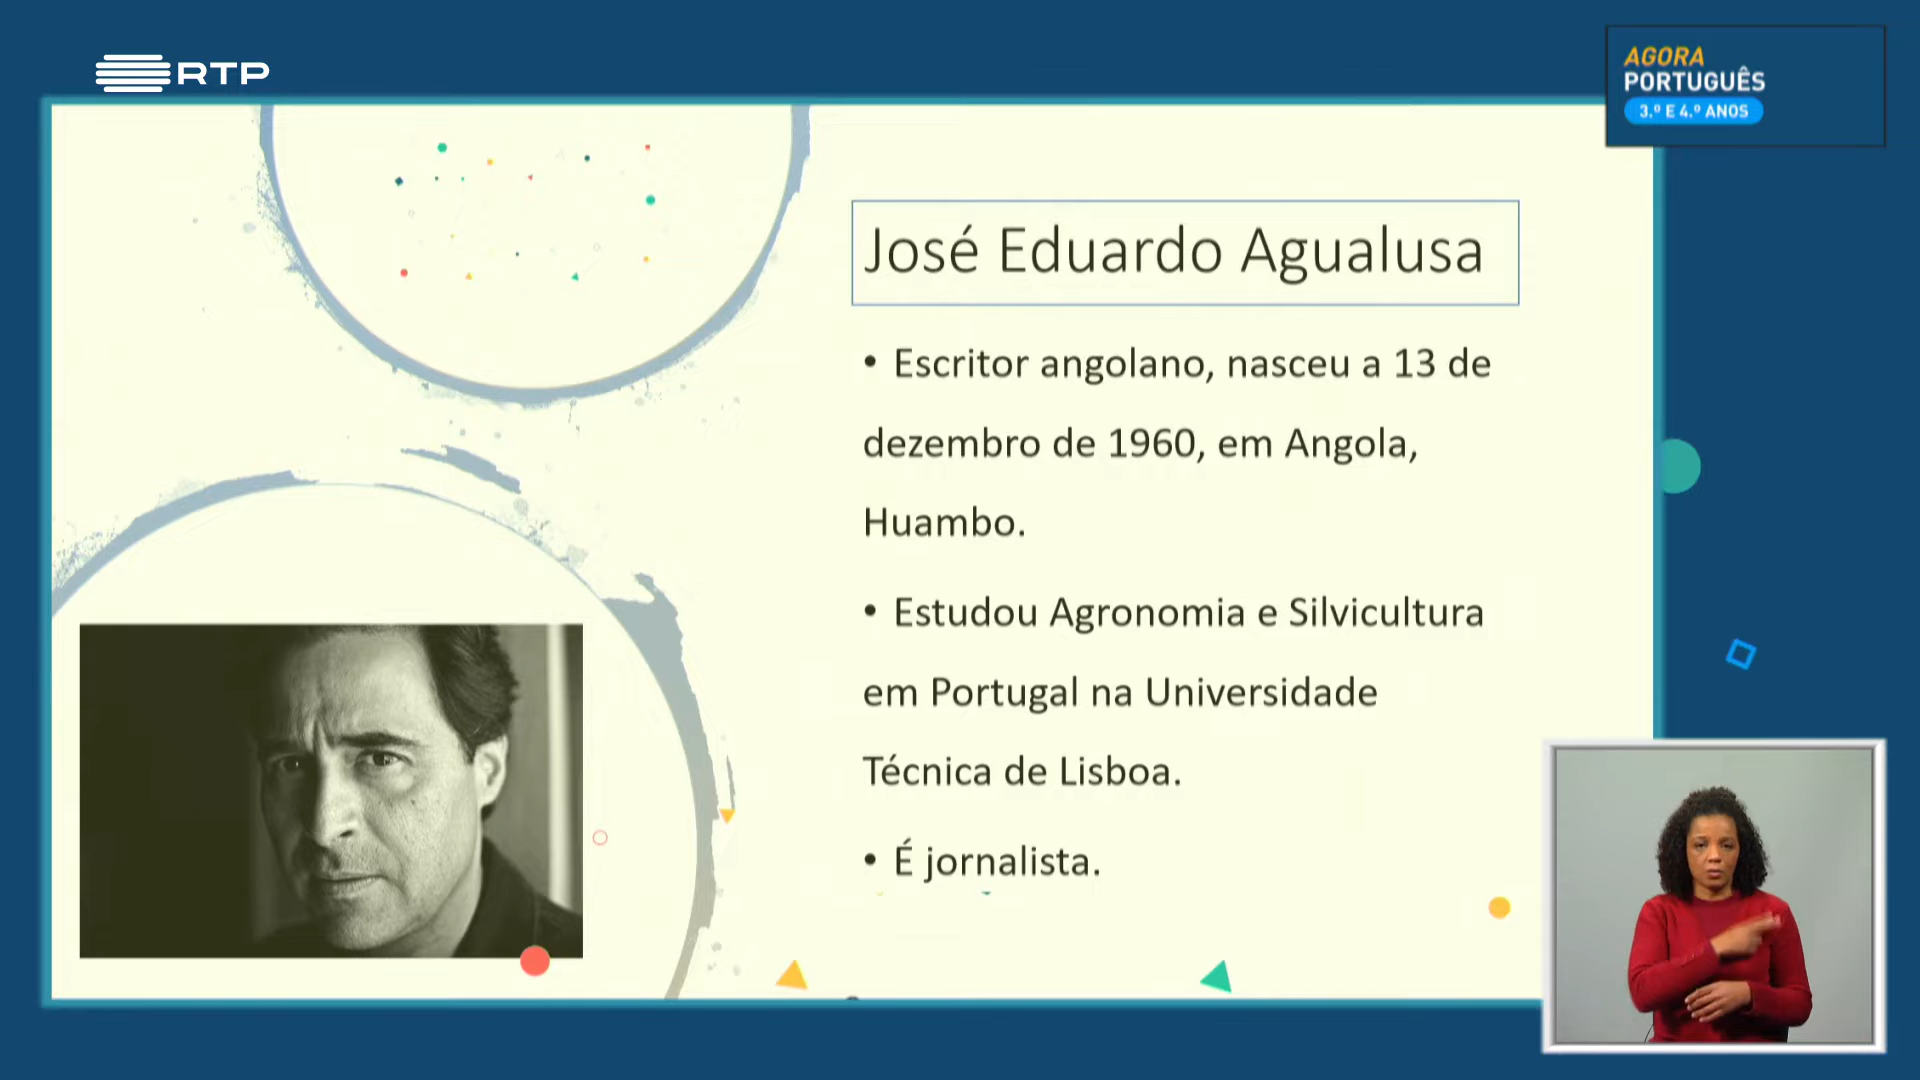 RTP
AGORA
PORTUGUÊS
3.º E 4.º ANOS
José Eduardo Agualusa
• Escritor angolano, nasceu a 13 de
dezembro de 1960, em Angola,
Huambo.
• Estudou Agronomia e Silvicultura
em Portugal na Universidade
Técnica de Lisboa.
• É jornalista.